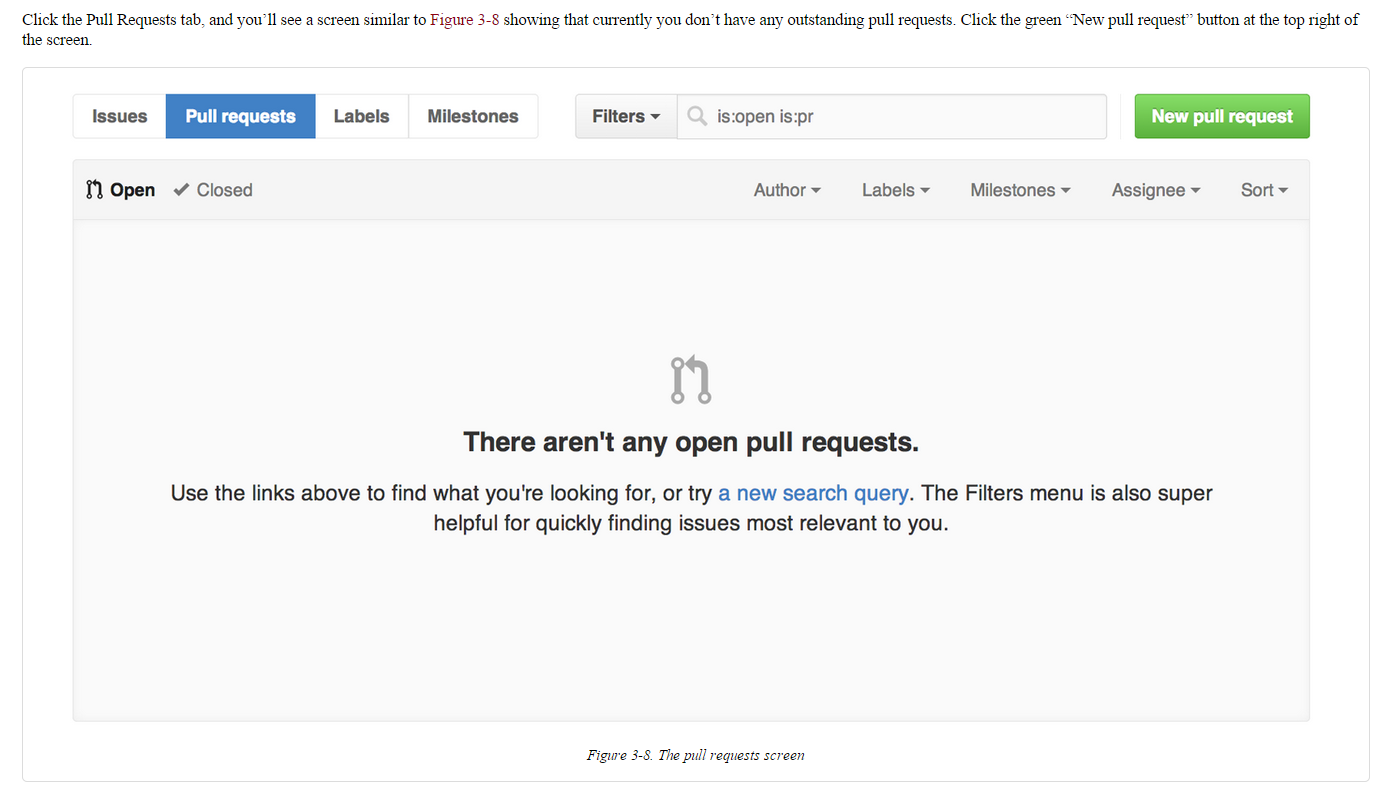 Click the Pull Requests tab, and you’ll see a screen similar to Figure 3-8 showing that currently you don’t have any outstanding pull requests. Click the green “New pull request” button at the top right of
the screen.
Issues Pull requests Labels Milestones Filters is:open is:pr New pull request
Open Closed Author Labels Milestones Assignee Sort
There aren't any open pull requests.
Use the links above to find what you're looking for, or try a new search query. The Filters menu is also super
helpful for quickly finding issues most relevant to you.
Figure 3-8. The pull requests screen